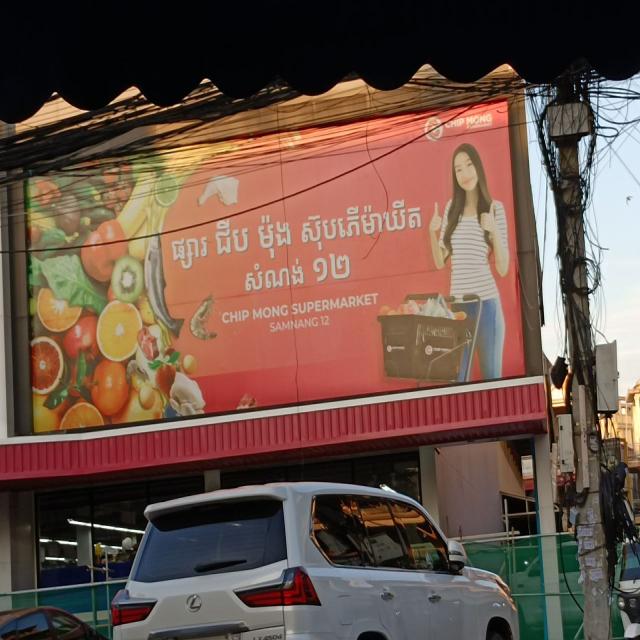 CHIP MONG
ផ្សារ ជីប ម៉ុង ស៊ុបភើម៉ាឃីត
សំណង់ ១២
CHIP MONG SUPERMARKET
SAMNANG 12